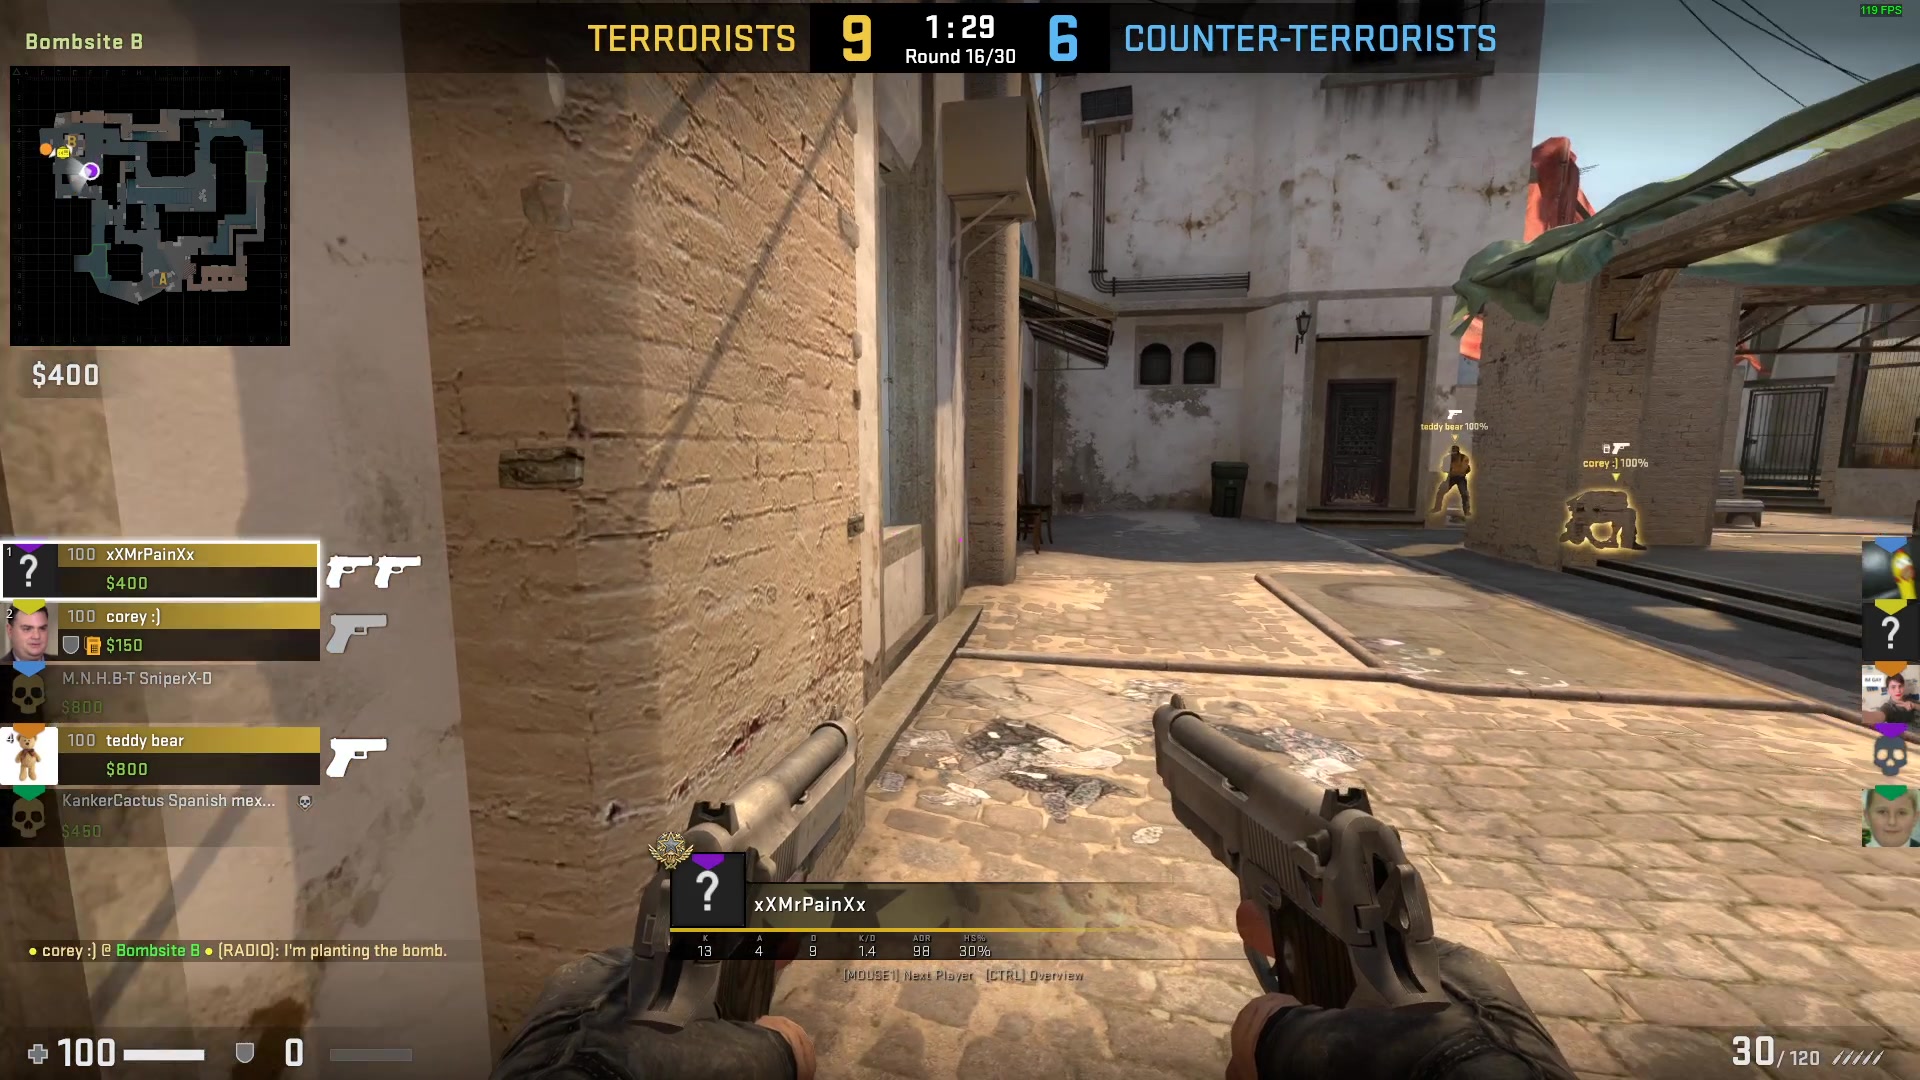 119 FPS
TERRORISTS 9 1:29 6 COUNTER-TERRORISTS
Round 16/30
Bombsite B
B
A
$400
teddy bear 100%
corey :) 100%
1 ? 100 xXMrPainXx
$400
2 100 corey :)
$150
M.N.H.B-T SniperX-D
$800
4 100 teddy bear
$800
KankerCactus Spanish mex...
$450
?
? xXMrPainXx
K A D K/D ADR HS%
13 4 9 1.4 98 30%
[MOUSE1] Next Player [CTRL] Overview
• corey :) @ Bombsite B • (RADIO): I'm planting the bomb.
100 0
30 / 120